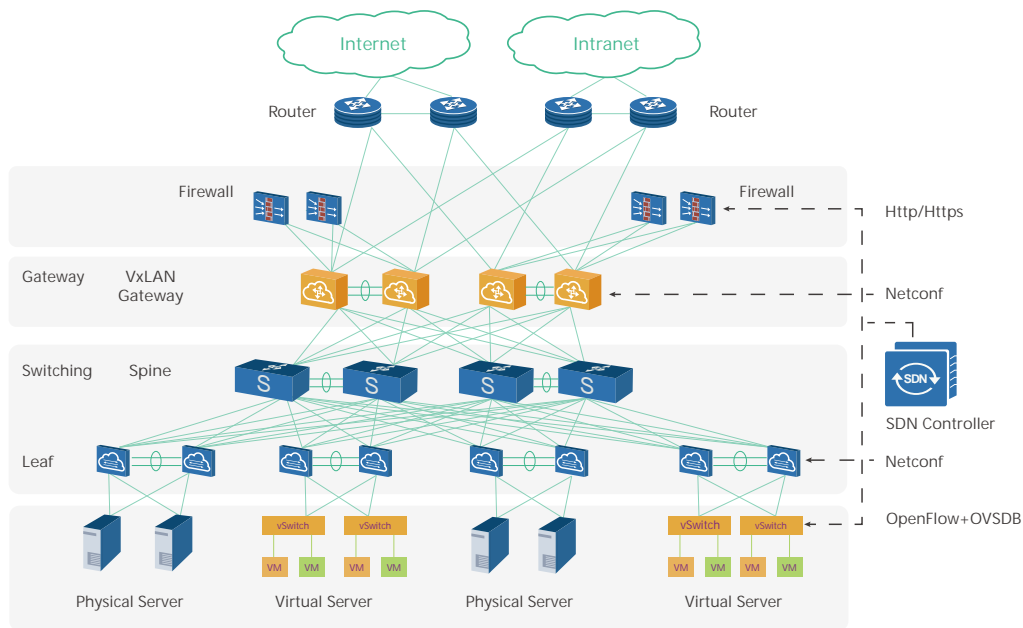 Internet
Intranet
Router
Router
Firewall
Firewall
Http/Https
Gateway
VxLAN
Gateway
Netconf
Switching
Spine
S
S
S
S
SDN
SDN Controller
Leaf
Netconf
vSwitch
vSwitch
vSwitch
vSwitch
OpenFlow+OVSDB
VM
VM
VM
VM
VM
VM
VM
VM
Physical Server
Virtual Server
Physical Server
Virtual Server